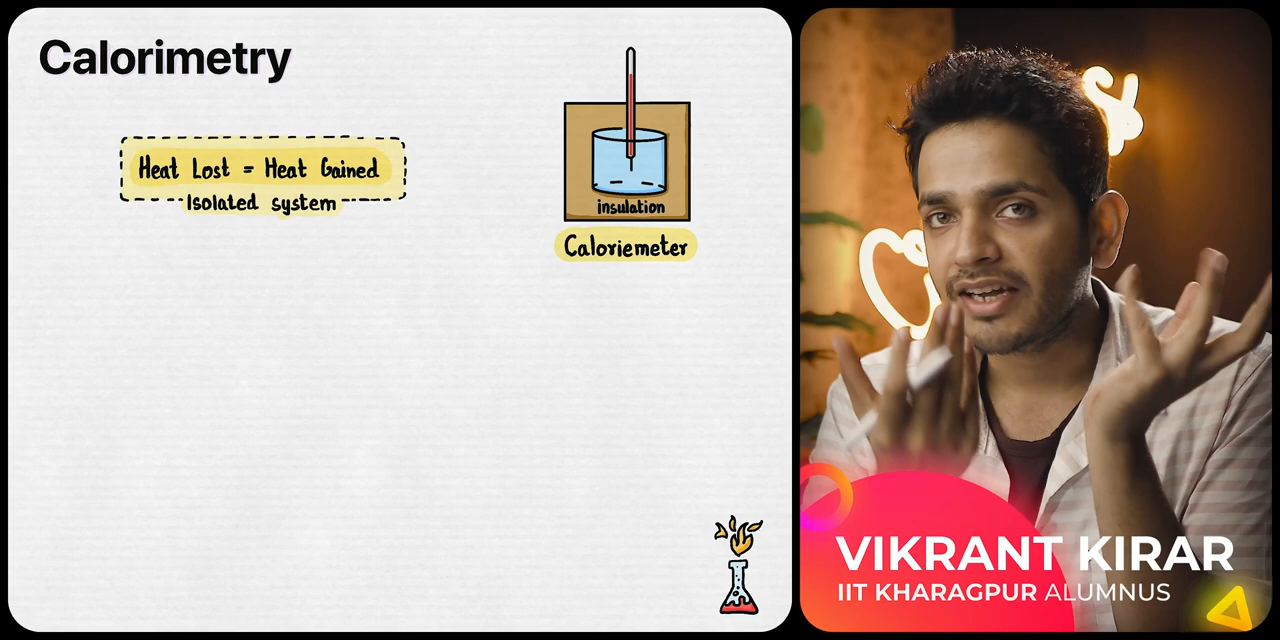 Calorimetry
Heat Lost = Heat Gained
Isolated system
insulation
Caloriemeter
VIKRANT KIRAR
IIT KHARAGPUR ALUMNUS